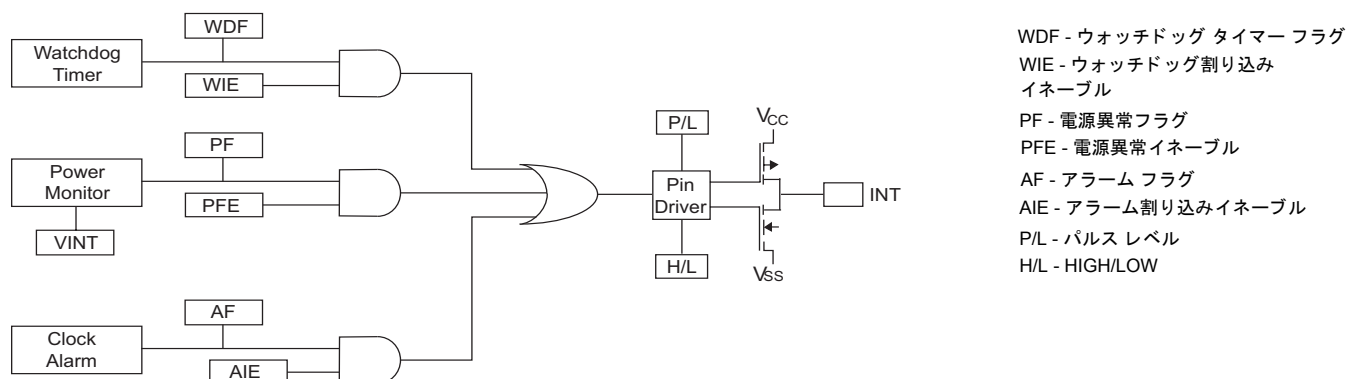 WDF
Watchdog
Timer
WIE
PF
Power
Monitor
PFE
VINT
AF
Clock
Alarm
AIE
P/L
Pin
Driver
H/L
VCC
VSS
INT
WDF - ウォッチドッグ タイマー フラグ
WIE - ウォッチドッグ割り込み
イネーブル
PF - 電源異常フラグ
PFE - 電源異常イネーブル
AF - アラーム フラグ
AIE - アラーム割り込みイネーブル
P/L - パルス レベル
H/L - HIGH/LOW